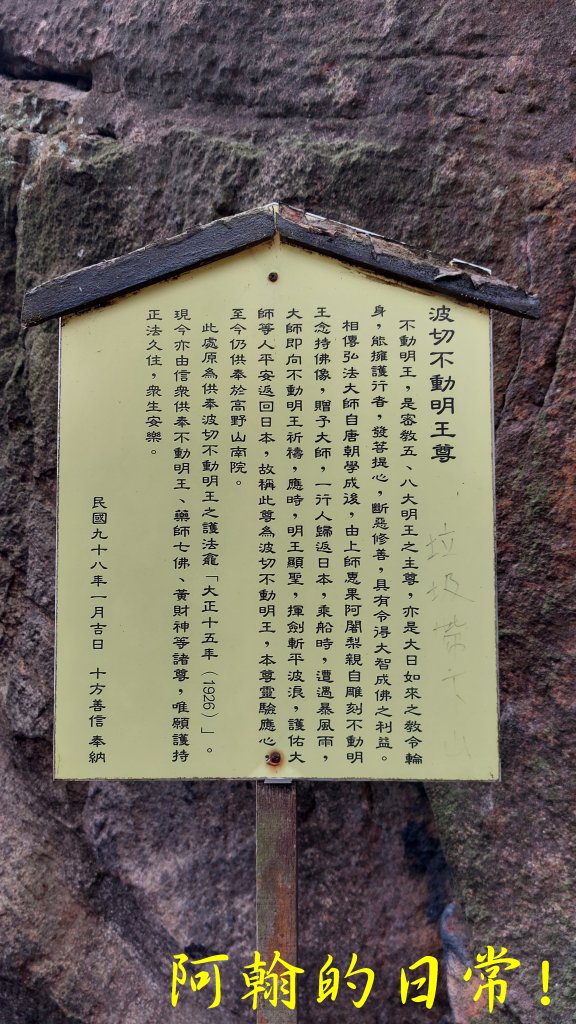 波切不動明王尊
不動明王，是密教五、八大明王之主尊，亦是大日如來之教令輪
身，能擁護行者，發菩提心，斷惡修善，具有令得大智成佛之利益。
相傳弘法大師自唐朝學成後，由上師惠果阿闍梨親自雕刻不動明
王念持佛像，贈予大師，一行人歸返日本，乘船時，遭遇暴風雨，
大師即向不動明王祈禱，應時，明王顯聖，揮劍斬平波浪，護佑大
師等人平安返回日本，故稱此尊為波切不動明王，本尊靈驗應心，
至今仍供奉於高野山南院。
此處原為供奉波切不動明王之護法龕「大正十五年（1926）」。
現今亦由信衆供奉不動明王、藥師七佛、黃財神等諸尊，唯願護持
正法久住，衆生安樂。
民國九十八年一月吉日 十方善信 奉納
垃圾帶
阿翰的日常！